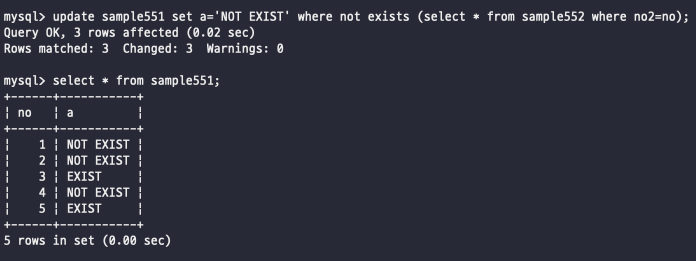 mysql> update sample551 set a='NOT EXIST' where not exists (select * from sample552 where no2=no);
Query OK, 3 rows affected (0.02 sec)
Rows matched: 3  Changed: 3  Warnings: 0
mysql> select * from sample551;
+------+-----------+
| no   | a         |
+------+-----------+
|    1 | NOT EXIST |
|    2 | NOT EXIST |
|    3 | EXIST     |
|    4 | NOT EXIST |
|    5 | EXIST     |
+------+-----------+
5 rows in set (0.00 sec)